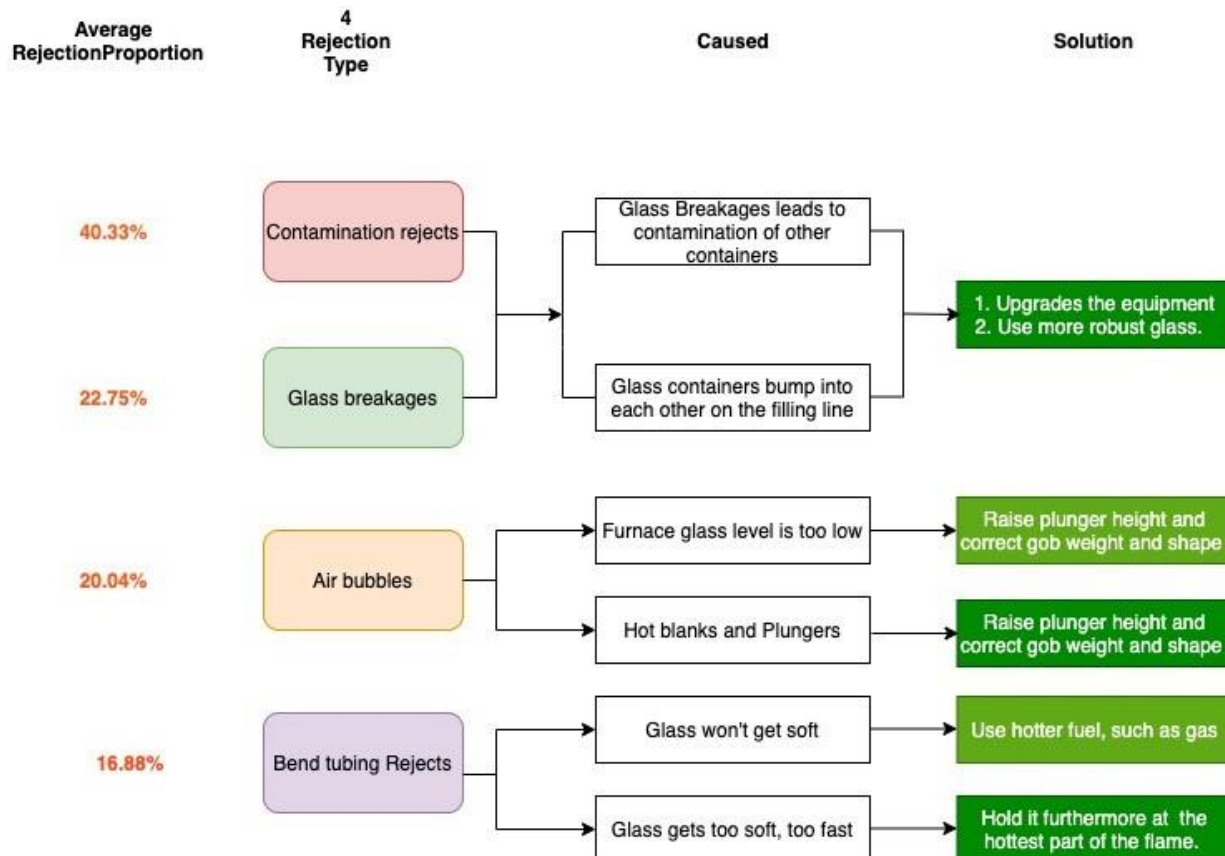 Average
RejectionProportion
4
Rejection
Type
Caused
Solution
40.33%
Contamination rejects
Glass Breakages leads to
contamination of other
containers
1. Upgrades the equipment
2. Use more robust glass.
22.75%
Glass breakages
Glass containers bump into
each other on the filling line
20.04%
Air bubbles
Furnace glass level is too low
Raise plunger height and
correct gob weight and shape
Hot blanks and Plungers
Raise plunger height and
correct gob weight and shape
16.88%
Bend tubing Rejects
Glass won't get soft
Use hotter fuel, such as gas
Glass gets too soft, too fast
Hold it furthermore at the
hottest part of the flame.